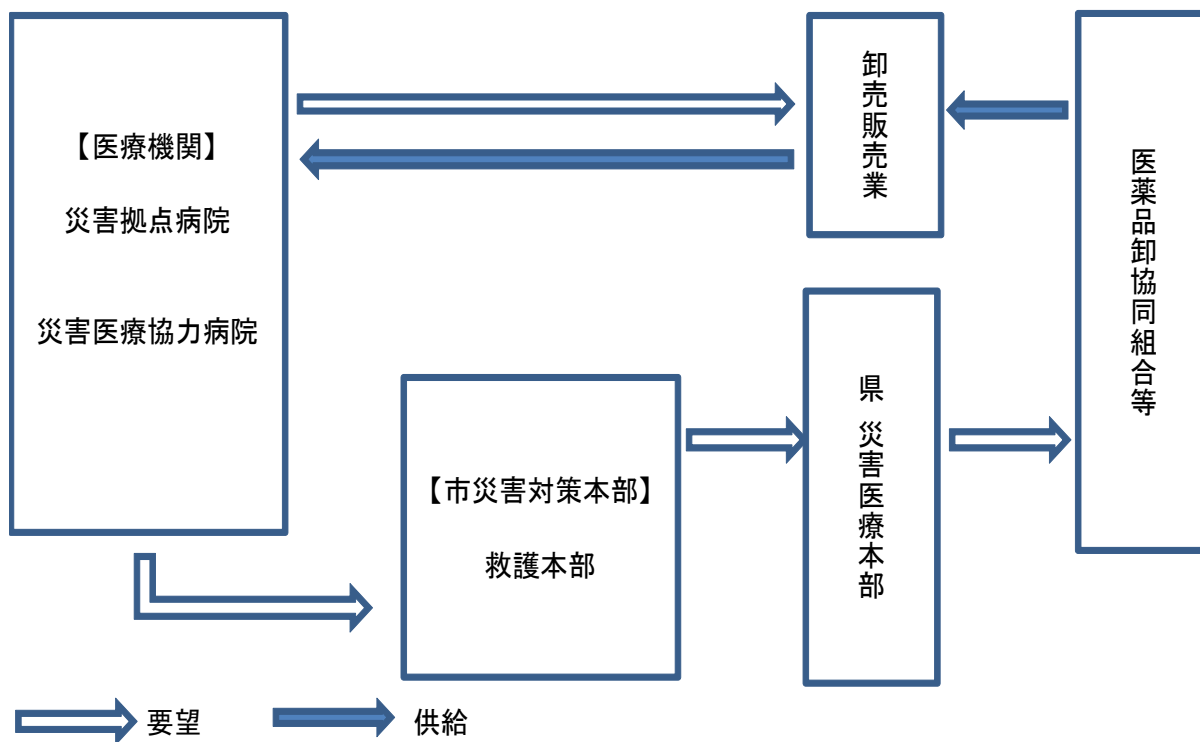 【医療機関】
災害拠点病院
災害医療協力病院
卸売販売業
医薬品卸協同組合等
【市災害対策本部】
救護本部
県 災害医療本部
要望
供給